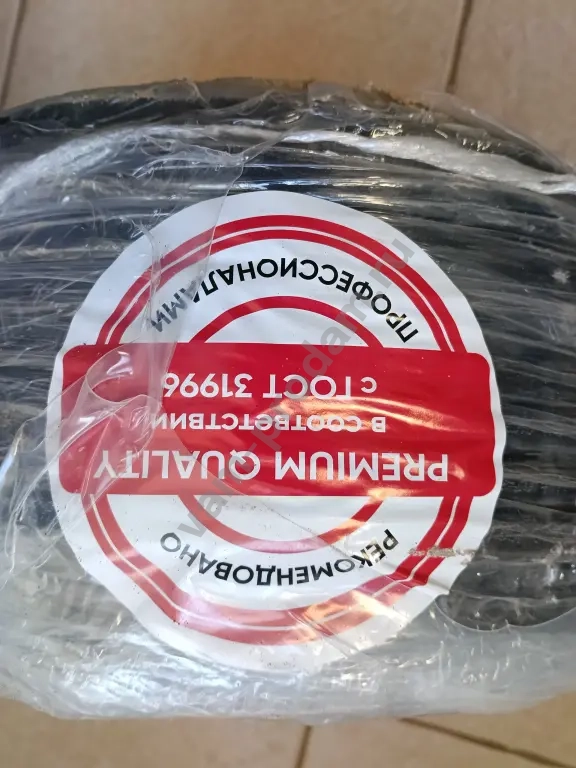 РЕКОМЕНДОВАНО
PREMIUM QUALITY
В СООТВЕТСТВИИ
С ГОСТ 31996
ПРОФЕССИОНАЛАМИ